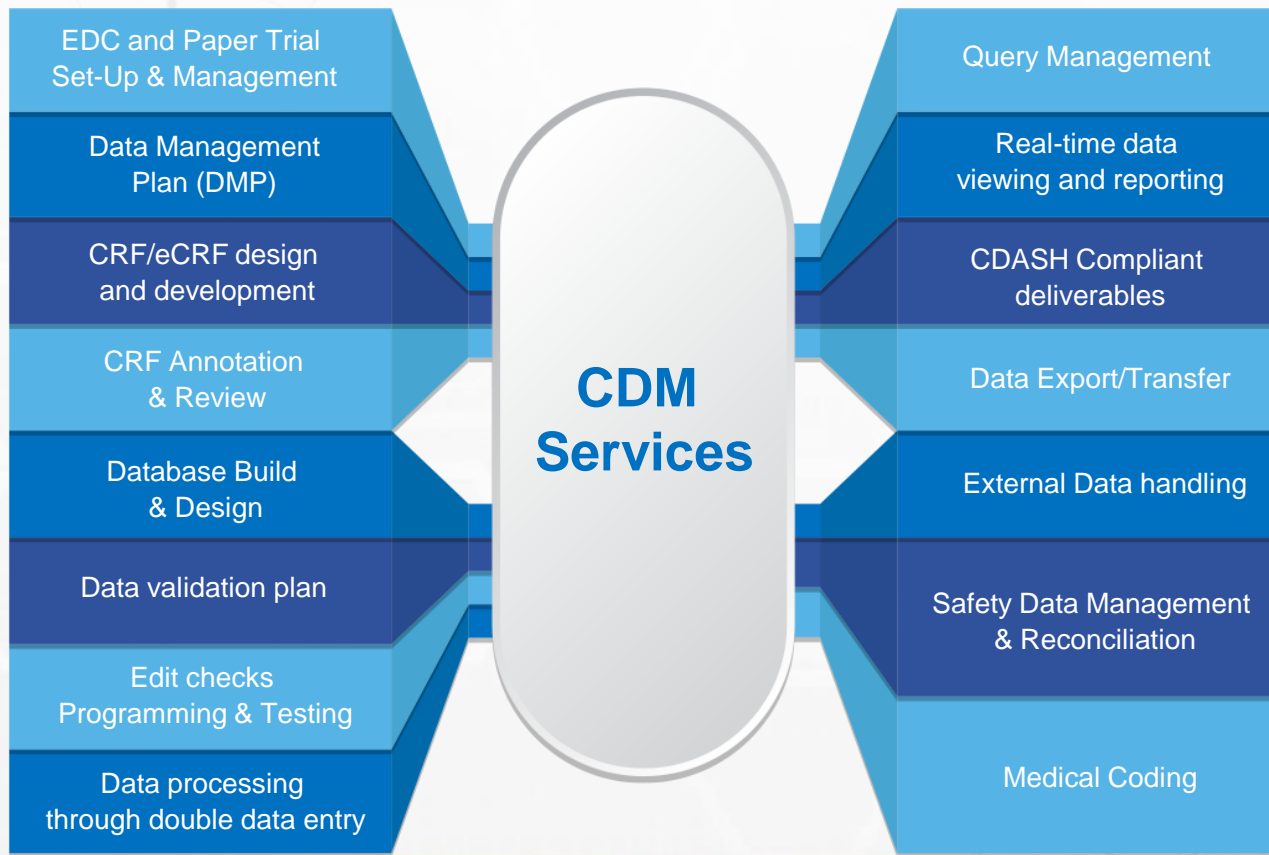 EDC and Paper Trial
Set-Up & Management
Data Management
Plan (DMP)
CRF/eCRF design
and development
CRF Annotation
& Review
Database Build
& Design
Data validation plan
Edit checks
Programming & Testing
Data processing
through double data entry
CDM
Services
Query Management
Real-time data
viewing and reporting
CDASH Compliant
deliverables
Data Export/Transfer
External Data handling
Safety Data Management
& Reconciliation
Medical Coding